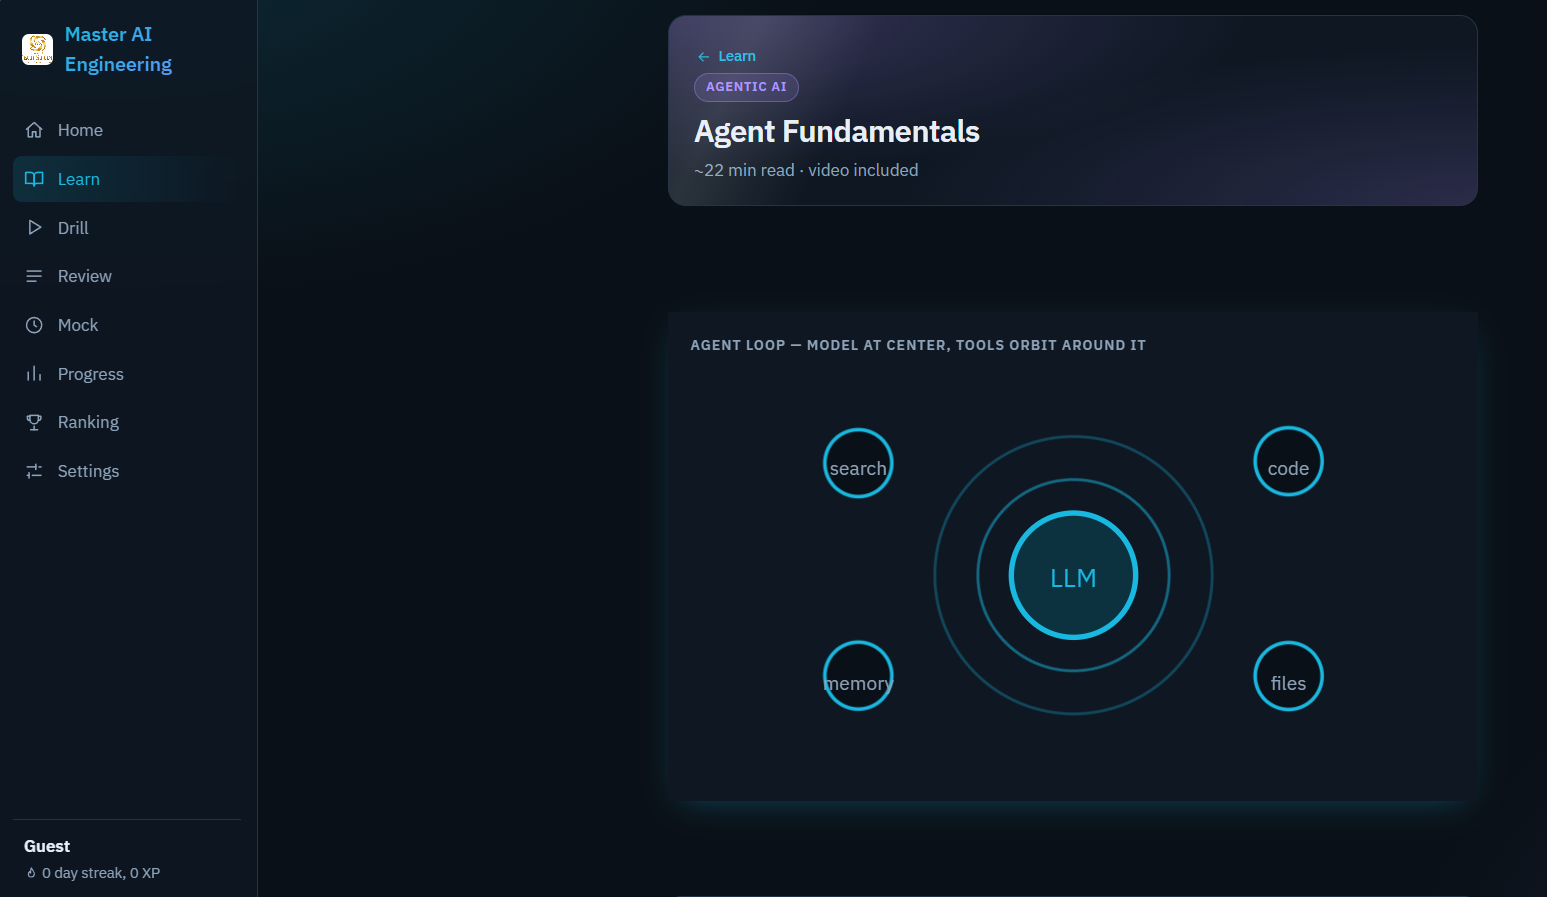 Master AI
Engineering
Home
Learn
Drill
Review
Mock
Progress
Ranking
Settings
Guest
0 day streak, 0 XP
← Learn
AGENTIC AI
Agent Fundamentals
~22 min read · video included
AGENT LOOP — MODEL AT CENTER, TOOLS ORBIT AROUND IT
search
code
LLM
memory
files